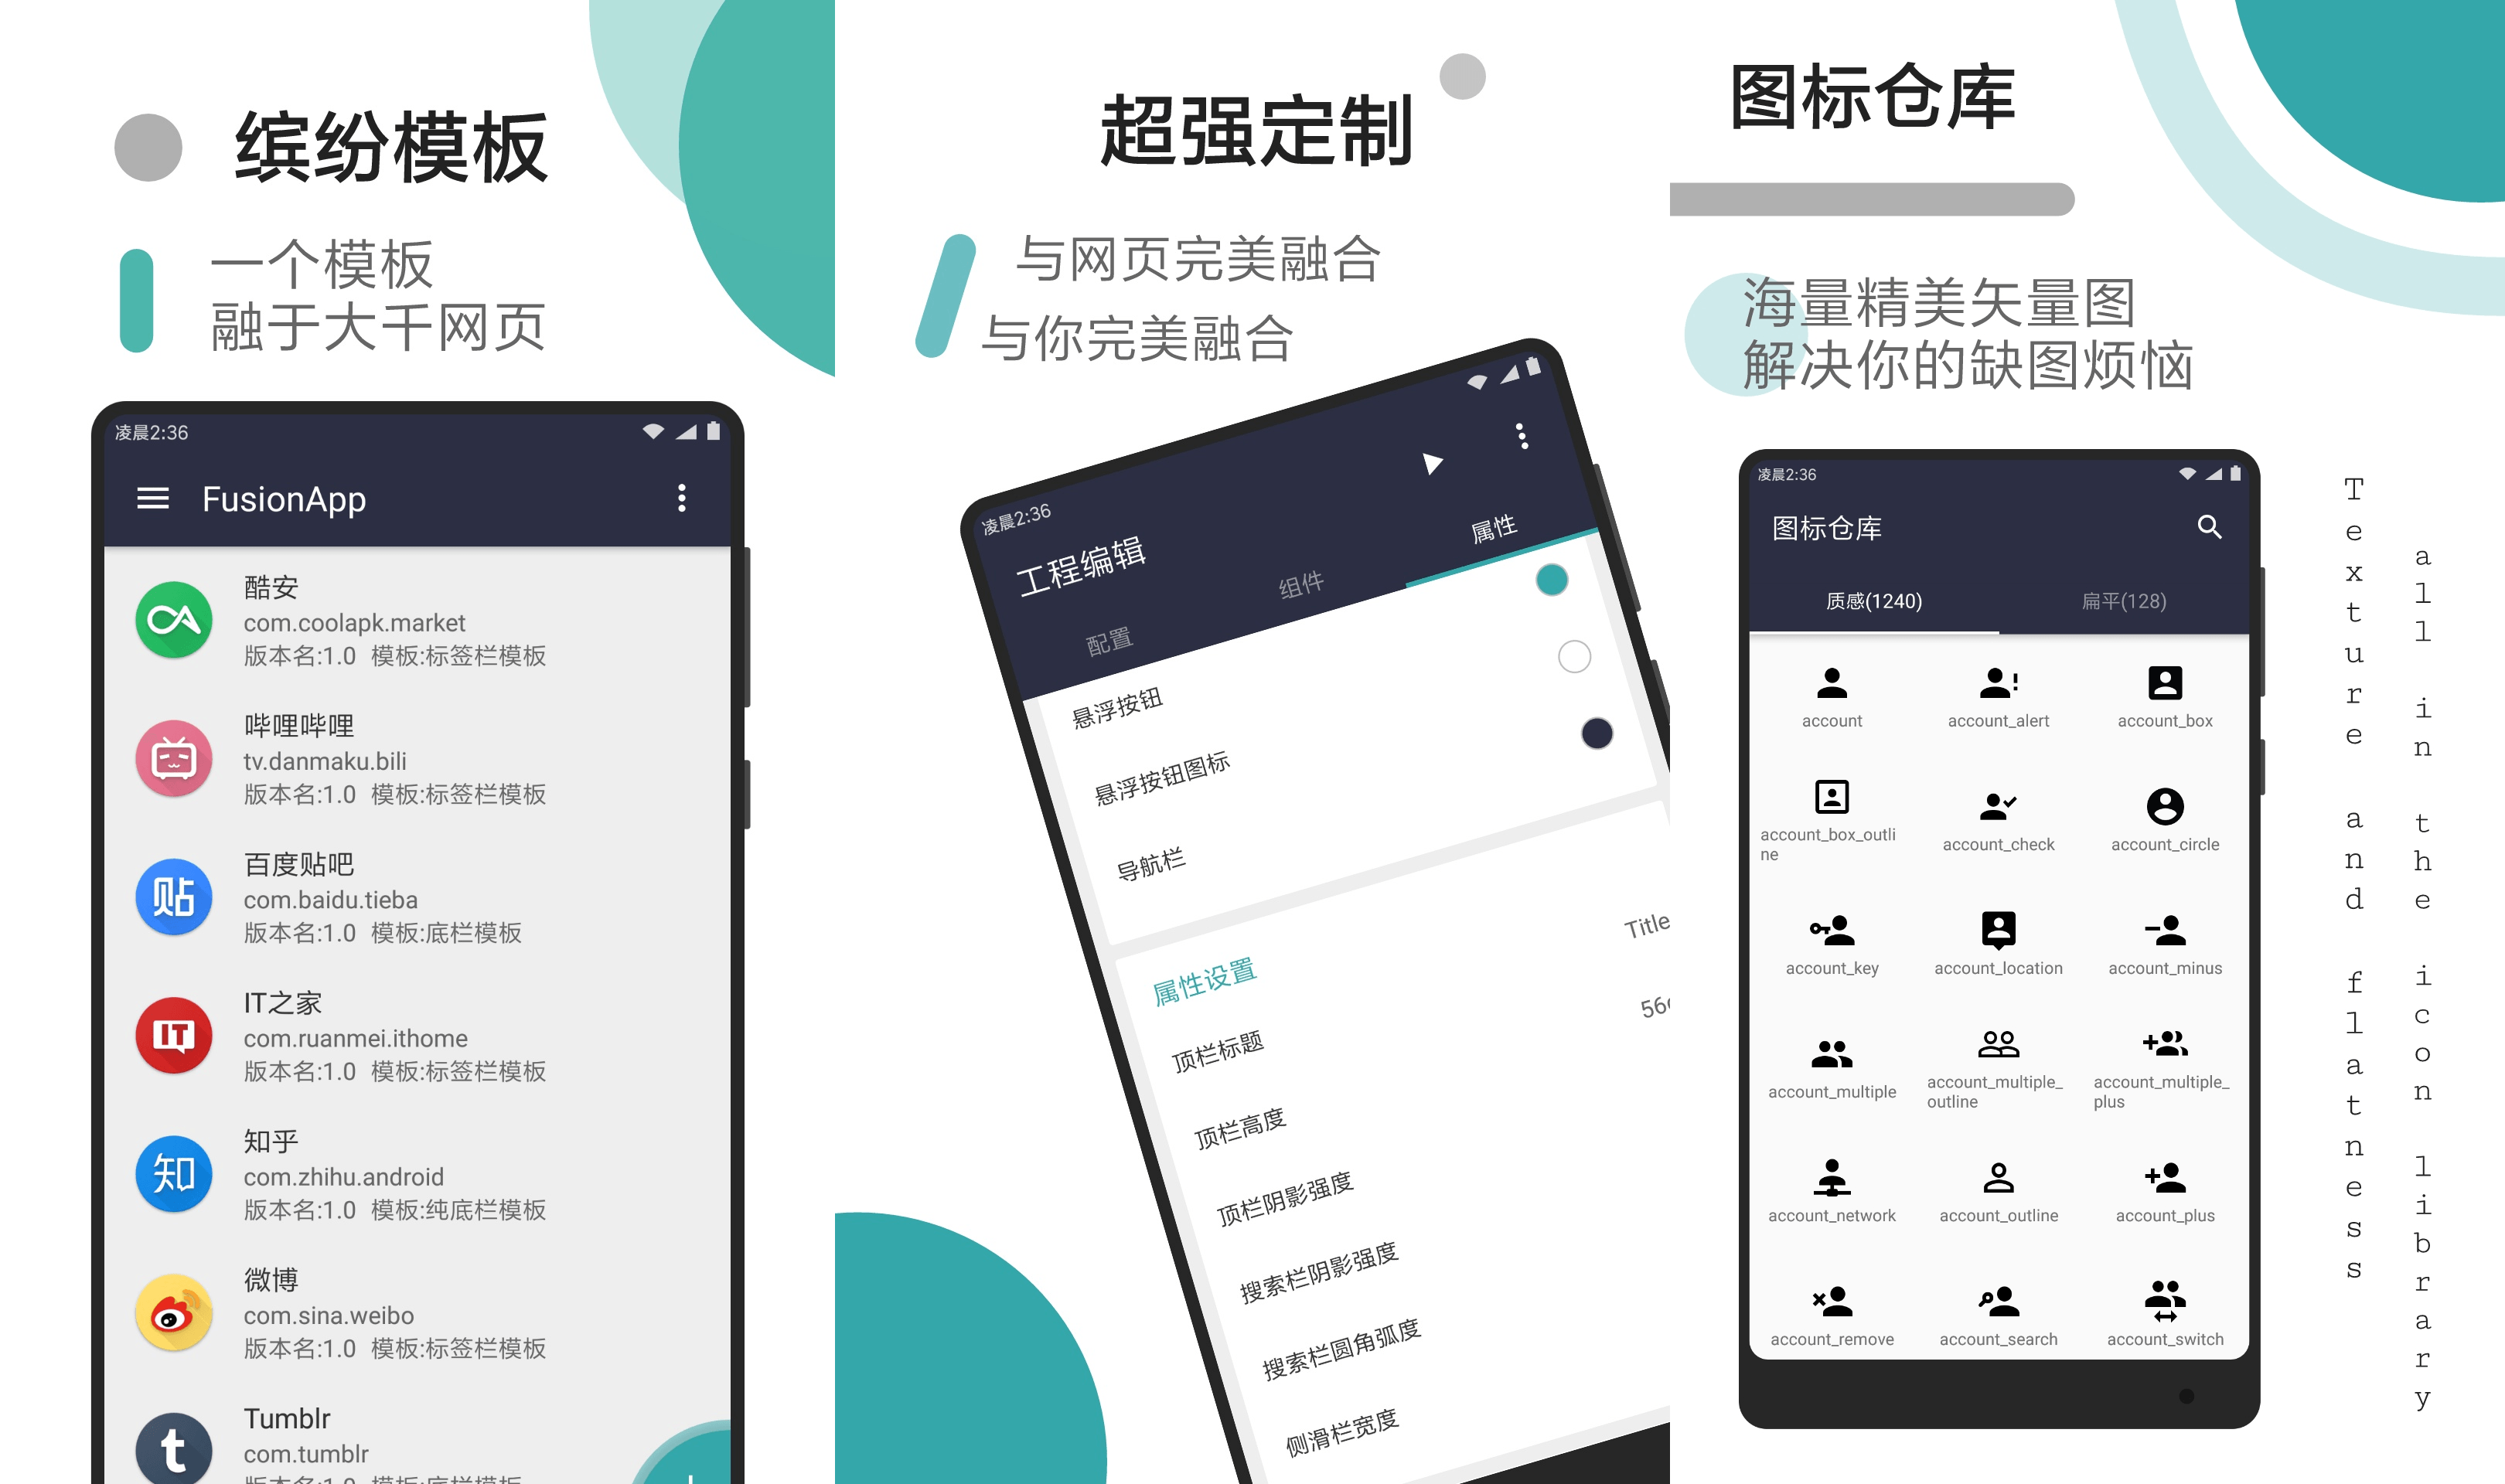 缤纷模板
一个模板
融于大千网页
凌晨2:36
FusionApp
酷安
com.coolapk.market
版本名:1.0 模板:标签栏模板
哔哩哔哩
tv.danmaku.bili
版本名:1.0 模板:标签栏模板
百度贴吧
com.baidu.tieba
版本名:1.0 模板:底栏模板
贴
IT之家
com.ruanmei.ithome
版本名:1.0 模板:标签栏模板
IT
知乎
com.zhihu.android
版本名:1.0 模板:纯底栏模板
知
微博
com.sina.weibo
版本名:1.0 模板:标签栏模板
Tumblr
com.tumblr
t
超强定制
与网页完美融合
与你完美融合
凌晨2:36
工程编辑
配置
组件
属性
悬浮按钮
悬浮按钮图标
导航栏
属性设置
顶栏标题
Title
顶栏高度
顶栏阴影强度
搜索栏阴影强度
搜索栏圆角弧度
侧滑栏宽度
图标仓库
海量精美矢量图
解决你的缺图烦恼
凌晨2:36
图标仓库
质感(1240)
扁平(128)
account
account_alert
account_box
account_box_outli
ne
account_check
account_circle
account_key
account_location
account_minus
account_multiple
account_multiple_
outline
account_multiple_
plus
account_network
account_outline
account_plus
account_remove
account_search
account_switch
Texture and flatness
all in the icon library